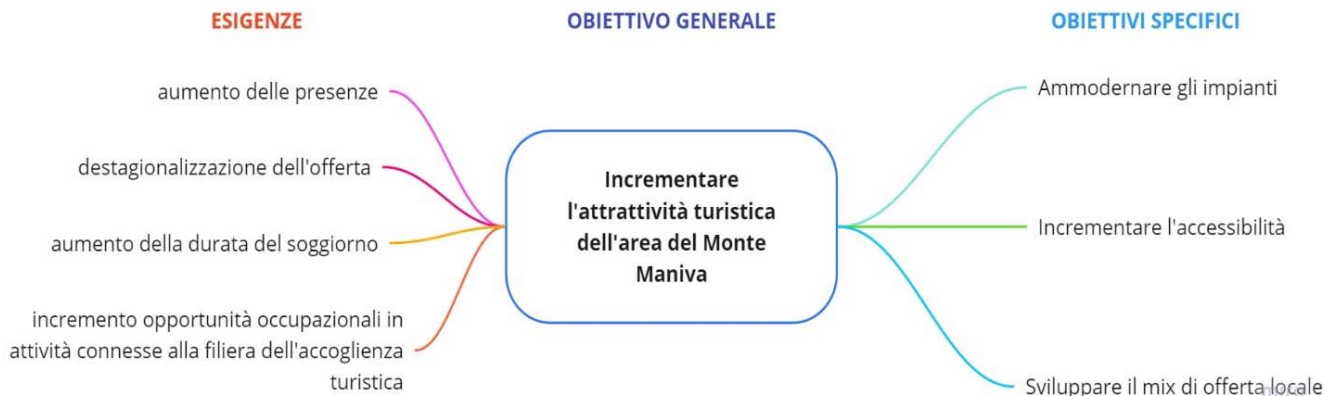 ESIGENZE
OBIETTIVO GENERALE
OBIETTIVI SPECIFICI
aumento delle presenze
destagionalizzazione dell'offerta
aumento della durata del soggiorno
incremento opportunità occupazionali in
attività connesse alla filiera dell'accoglienza
turistica
Incrementare
l'attrattività turistica
dell'area del Monte
Maniva
Ammodernare gli impianti
Incrementare l'accessibilità
Sviluppare il mix di offerta locale
miro